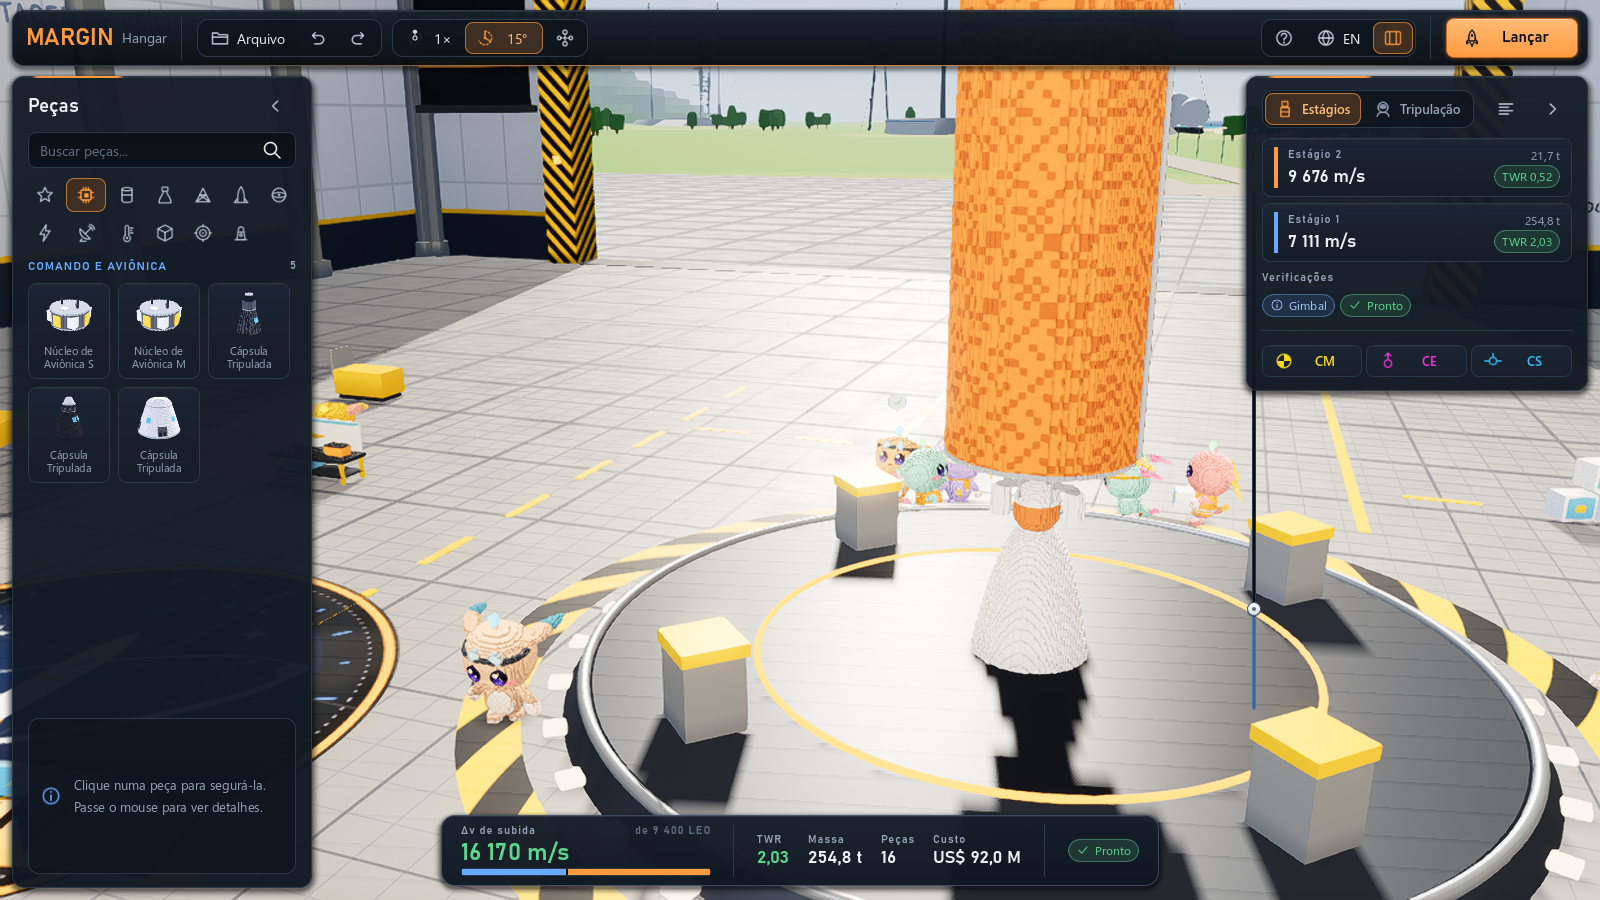 MARGIN Hangar
Arquivo
1×
15°
EN
Lançar
Peças
Buscar peças...
COMANDO E AVIÔNICA 5
Núcleo de Aviônica S
Núcleo de Aviônica M
Cápsula Tripulada
Cápsula Tripulada
Cápsula Tripulada
Clique numa peça para segurá-la.
Passe o mouse para ver detalhes.
Estágios
Tripulação
Estágio 2 21,7 t
9 676 m/s TWR 0,52
Estágio 1 254,8 t
7 111 m/s TWR 2,03
Verificações
Gimbal
Pronto
CM
CE
CS
Δv de subida de 9 400 LEO
16 170 m/s
TWR
2,03
Massa
254,8 t
Peças
16
Custo
US$ 92,0 M
Pronto